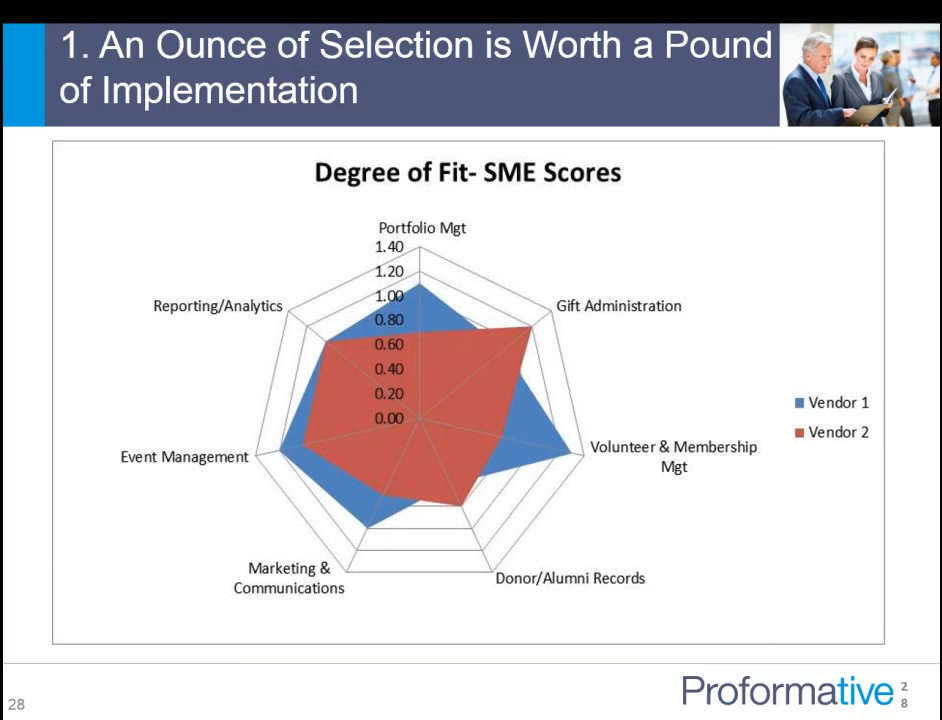 1. An Ounce of Selection is Worth a Pound
of Implementation
Degree of Fit- SME Scores
Portfolio Mgt
1.40
1.20
1.00
0.80
0.60
0.40
0.20
0.00
Reporting/Analytics
Gift Administration
Event Management
Volunteer & Membership
Mgt
Marketing &
Communications
Donor/Alumni Records
Vendor 1
Vendor 2
28
Proformative
2
8